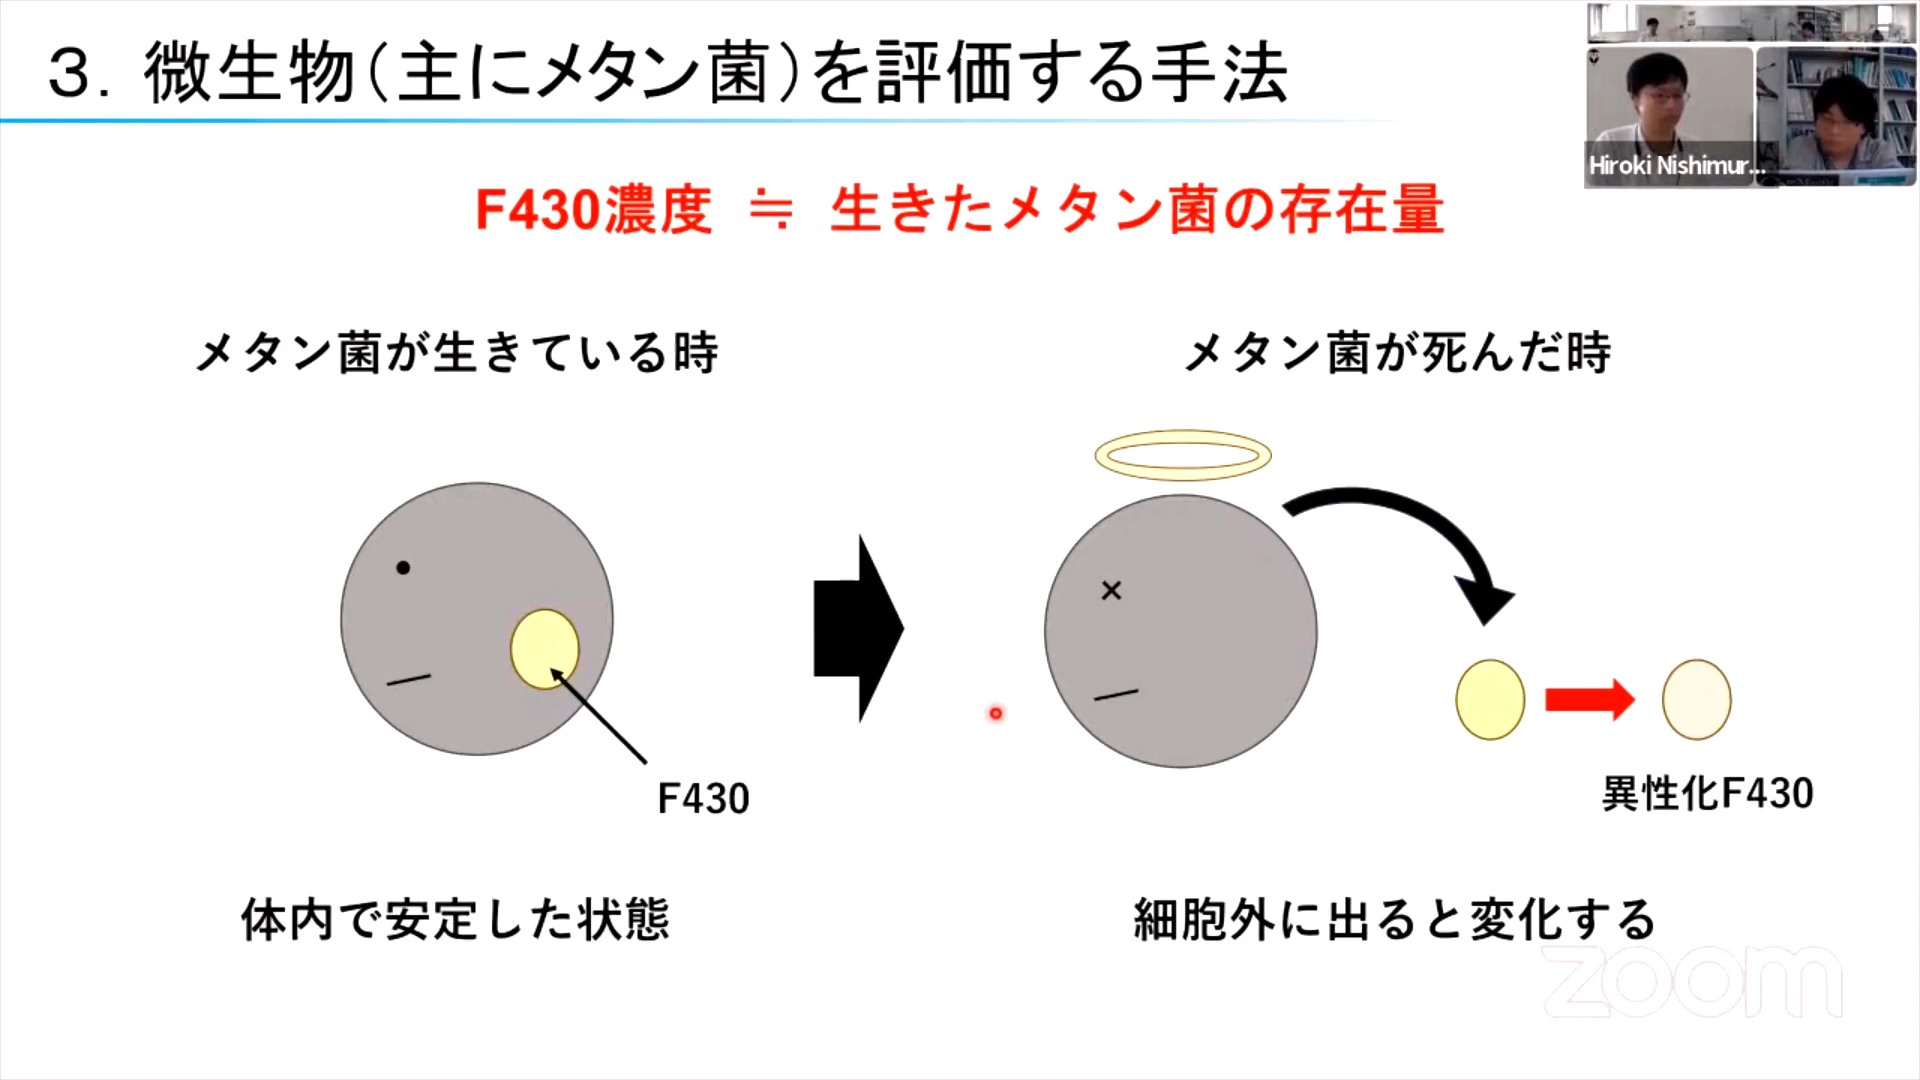 3. 微生物（主にメタン菌）を評価する手法
Hiroki Nishimur...
F430濃度 ≒ 生きたメタン菌の存在量
メタン菌が生きている時
メタン菌が死んだ時
F430
異性化F430
体内で安定した状態
細胞外に出ると変化する
zoom